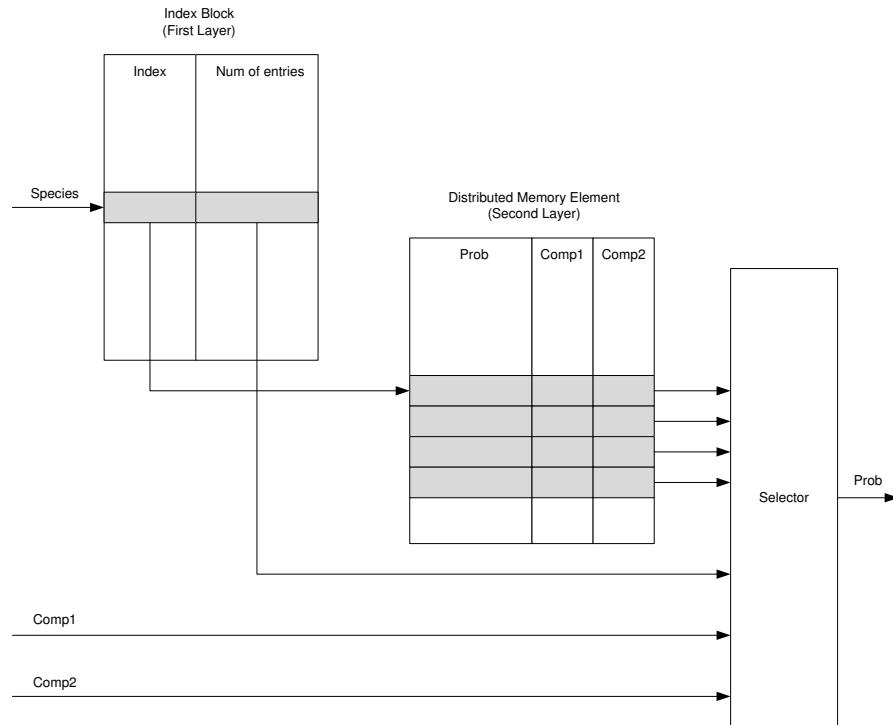 Index Block
(First Layer)
Index
Num of entries
Species
Distributed Memory Element
(Second Layer)
Prob
Comp1
Comp2
Selector
Prob
Comp1
Comp2